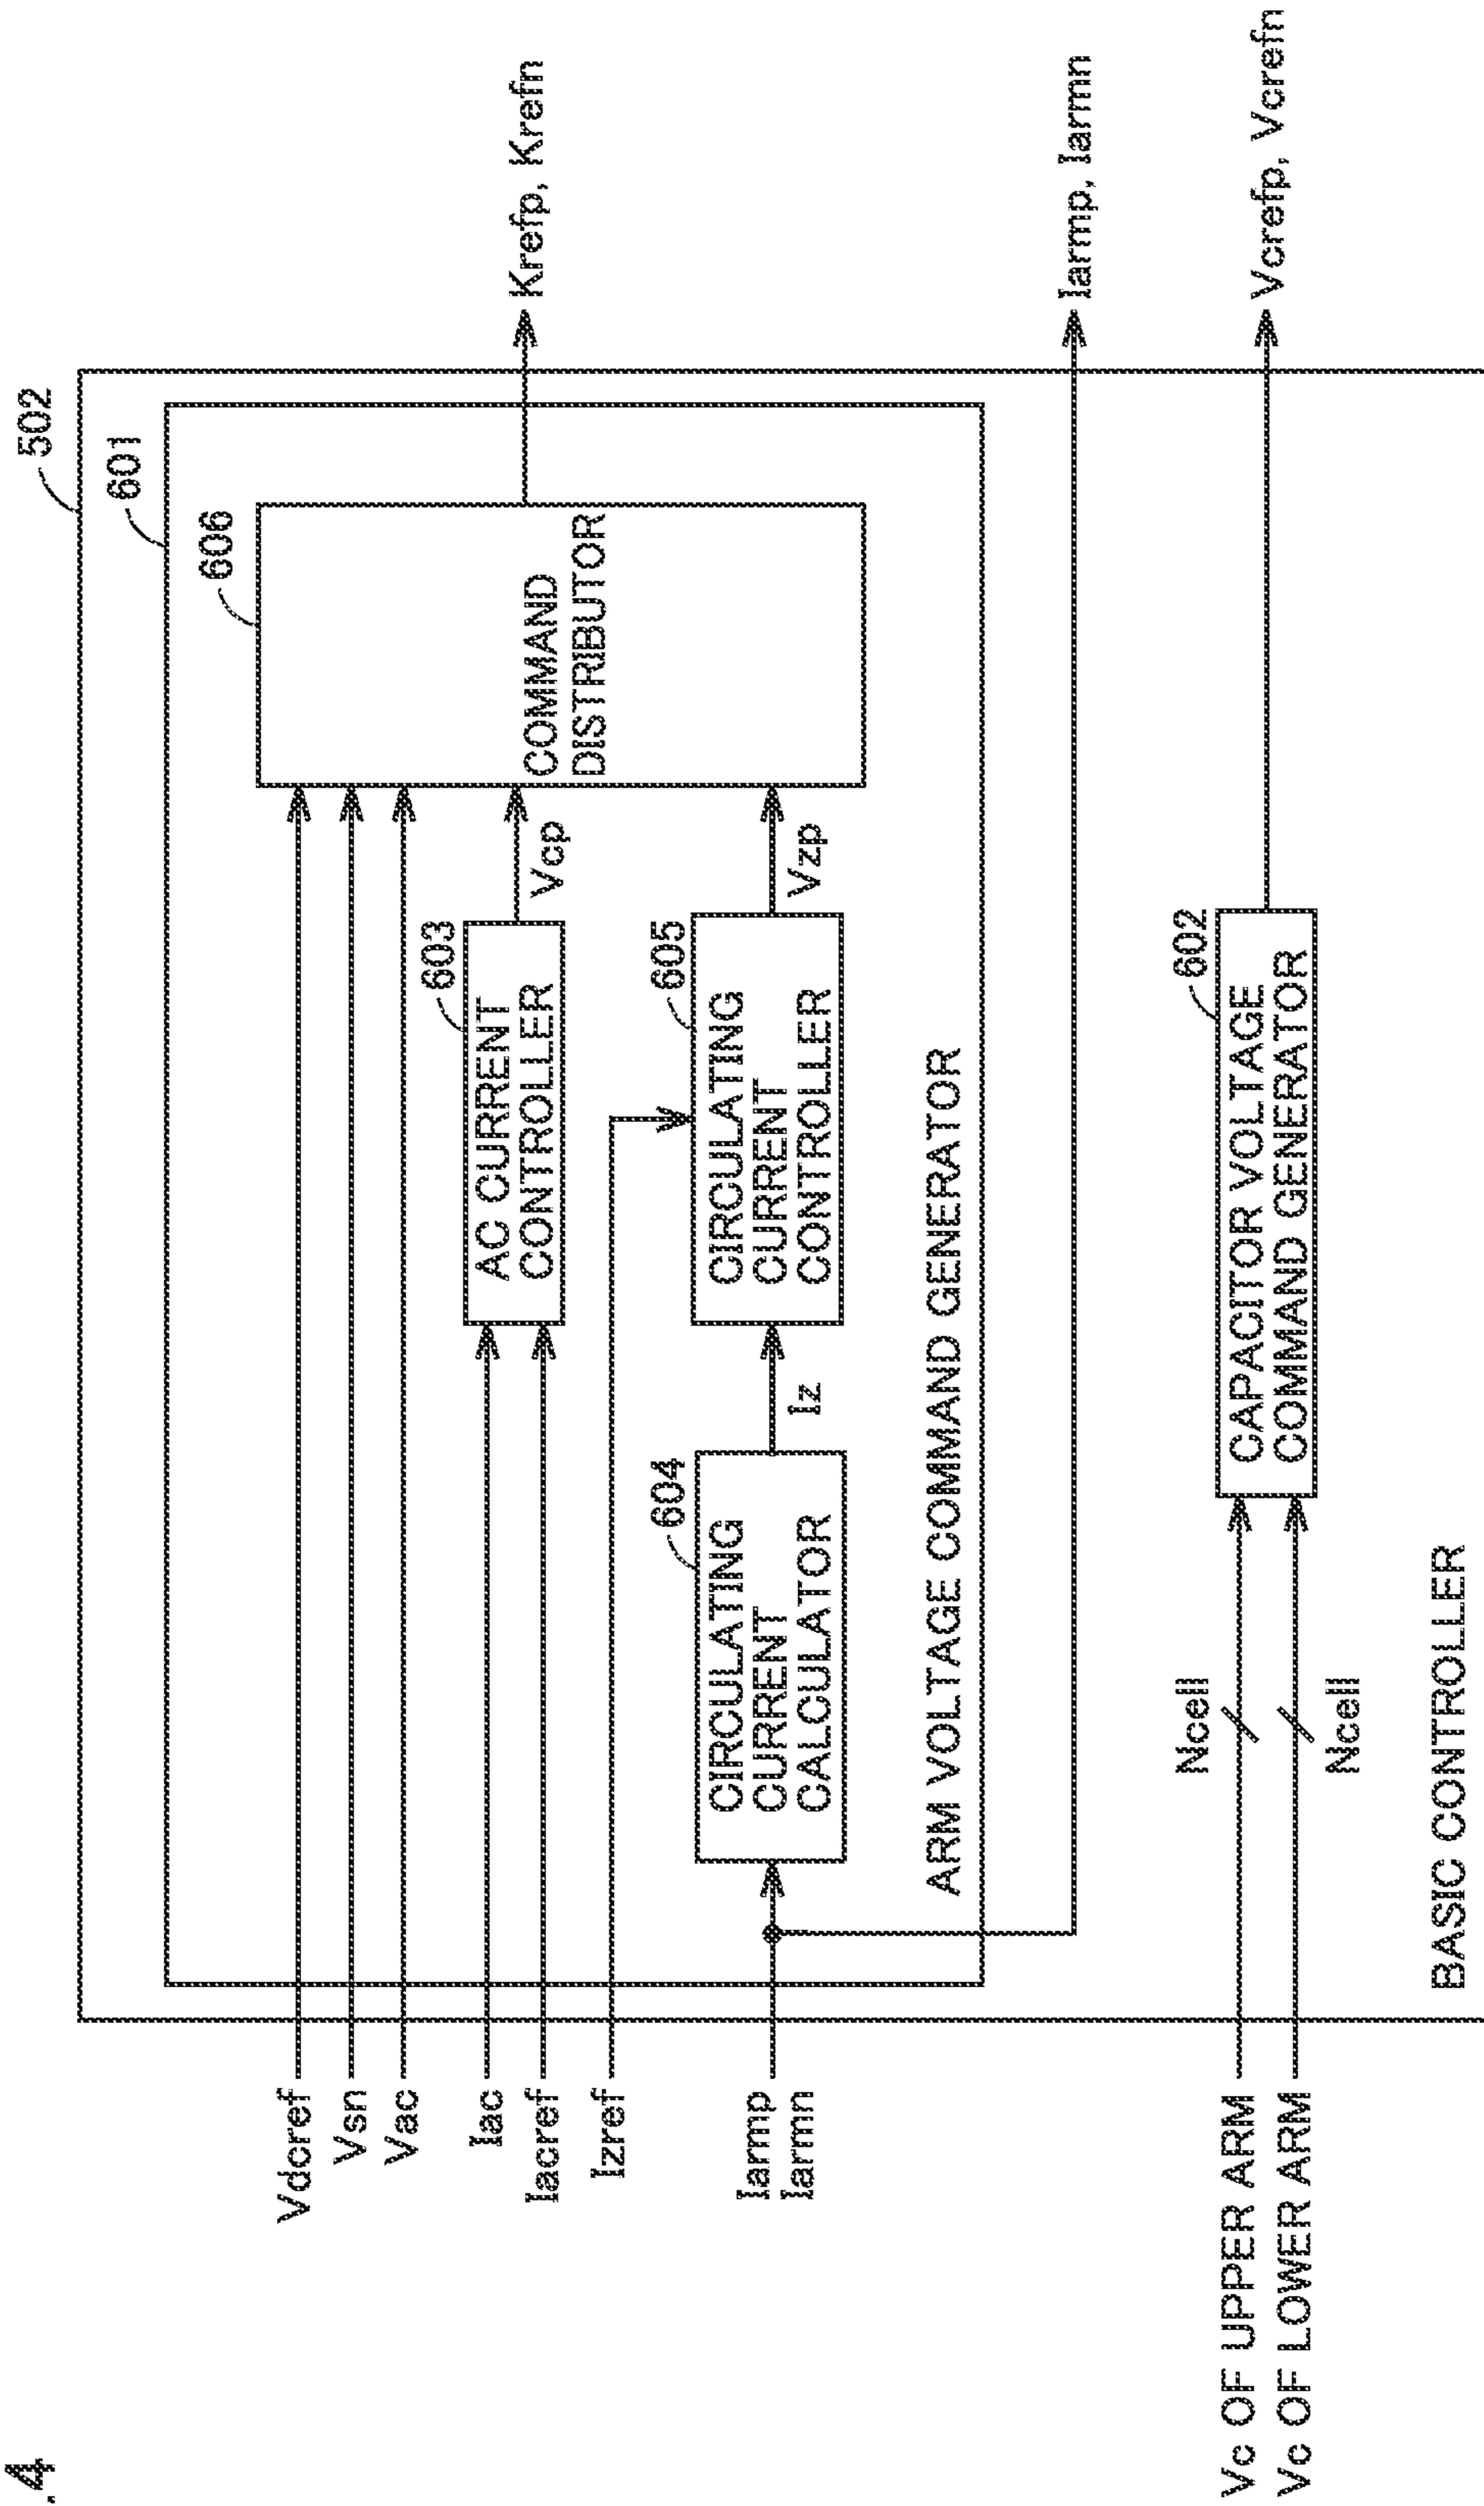 .4
502
601
606
Vdcref
Vsn
Vac
Iac
Iacref
Izref
Iarmp
Iarmn
603
AC CURRENT
CONTROLLER
Vcp
COMMAND
DISTRIBUTOR
Krefp, Krefn
604
CIRCULATING
CURRENT
CALCULATOR
Iz
605
CIRCULATING
CURRENT
CONTROLLER
Vzp
ARM VOLTAGE COMMAND GENERATOR
Iarmp, Iarmn
Vc OF UPPER ARM
Vc OF LOWER ARM
Ncell
Ncell
602
CAPACITOR VOLTAGE
COMMAND GENERATOR
Vcrefp, Vcrefn
BASIC CONTROLLER